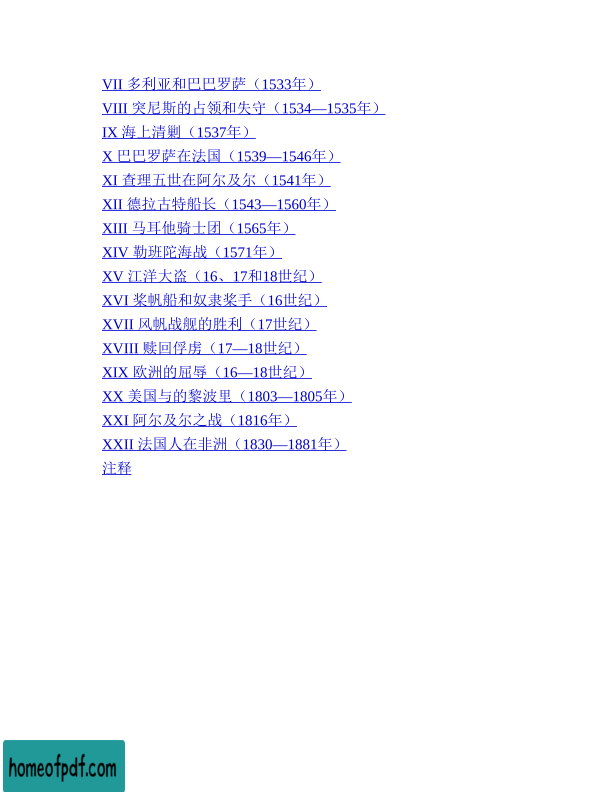 VII 多利亚和巴巴罗萨（1533年）
VIII 突尼斯的占领和失守（1534—1535年）
IX 海上清剿（1537年）
X 巴巴罗萨在法国（1539—1546年）
XI 查理五世在阿尔及尔（1541年）
XII 德拉古特船长（1543—1560年）
XIII 马耳他骑士团（1565年）
XIV 勒班陀海战（1571年）
XV 江洋大盗（16、17和18世纪）
XVI 桨帆船和奴隶桨手（16世纪）
XVII 风帆战舰的胜利（17世纪）
XVIII 赎回俘虏（17—18世纪）
XIX 欧洲的屈辱（16—18世纪）
XX 美国与的黎波里（1803—1805年）
XXI 阿尔及尔之战（1816年）
XXII 法国人在非洲（1830—1881年）
注释
homeofpdf.com